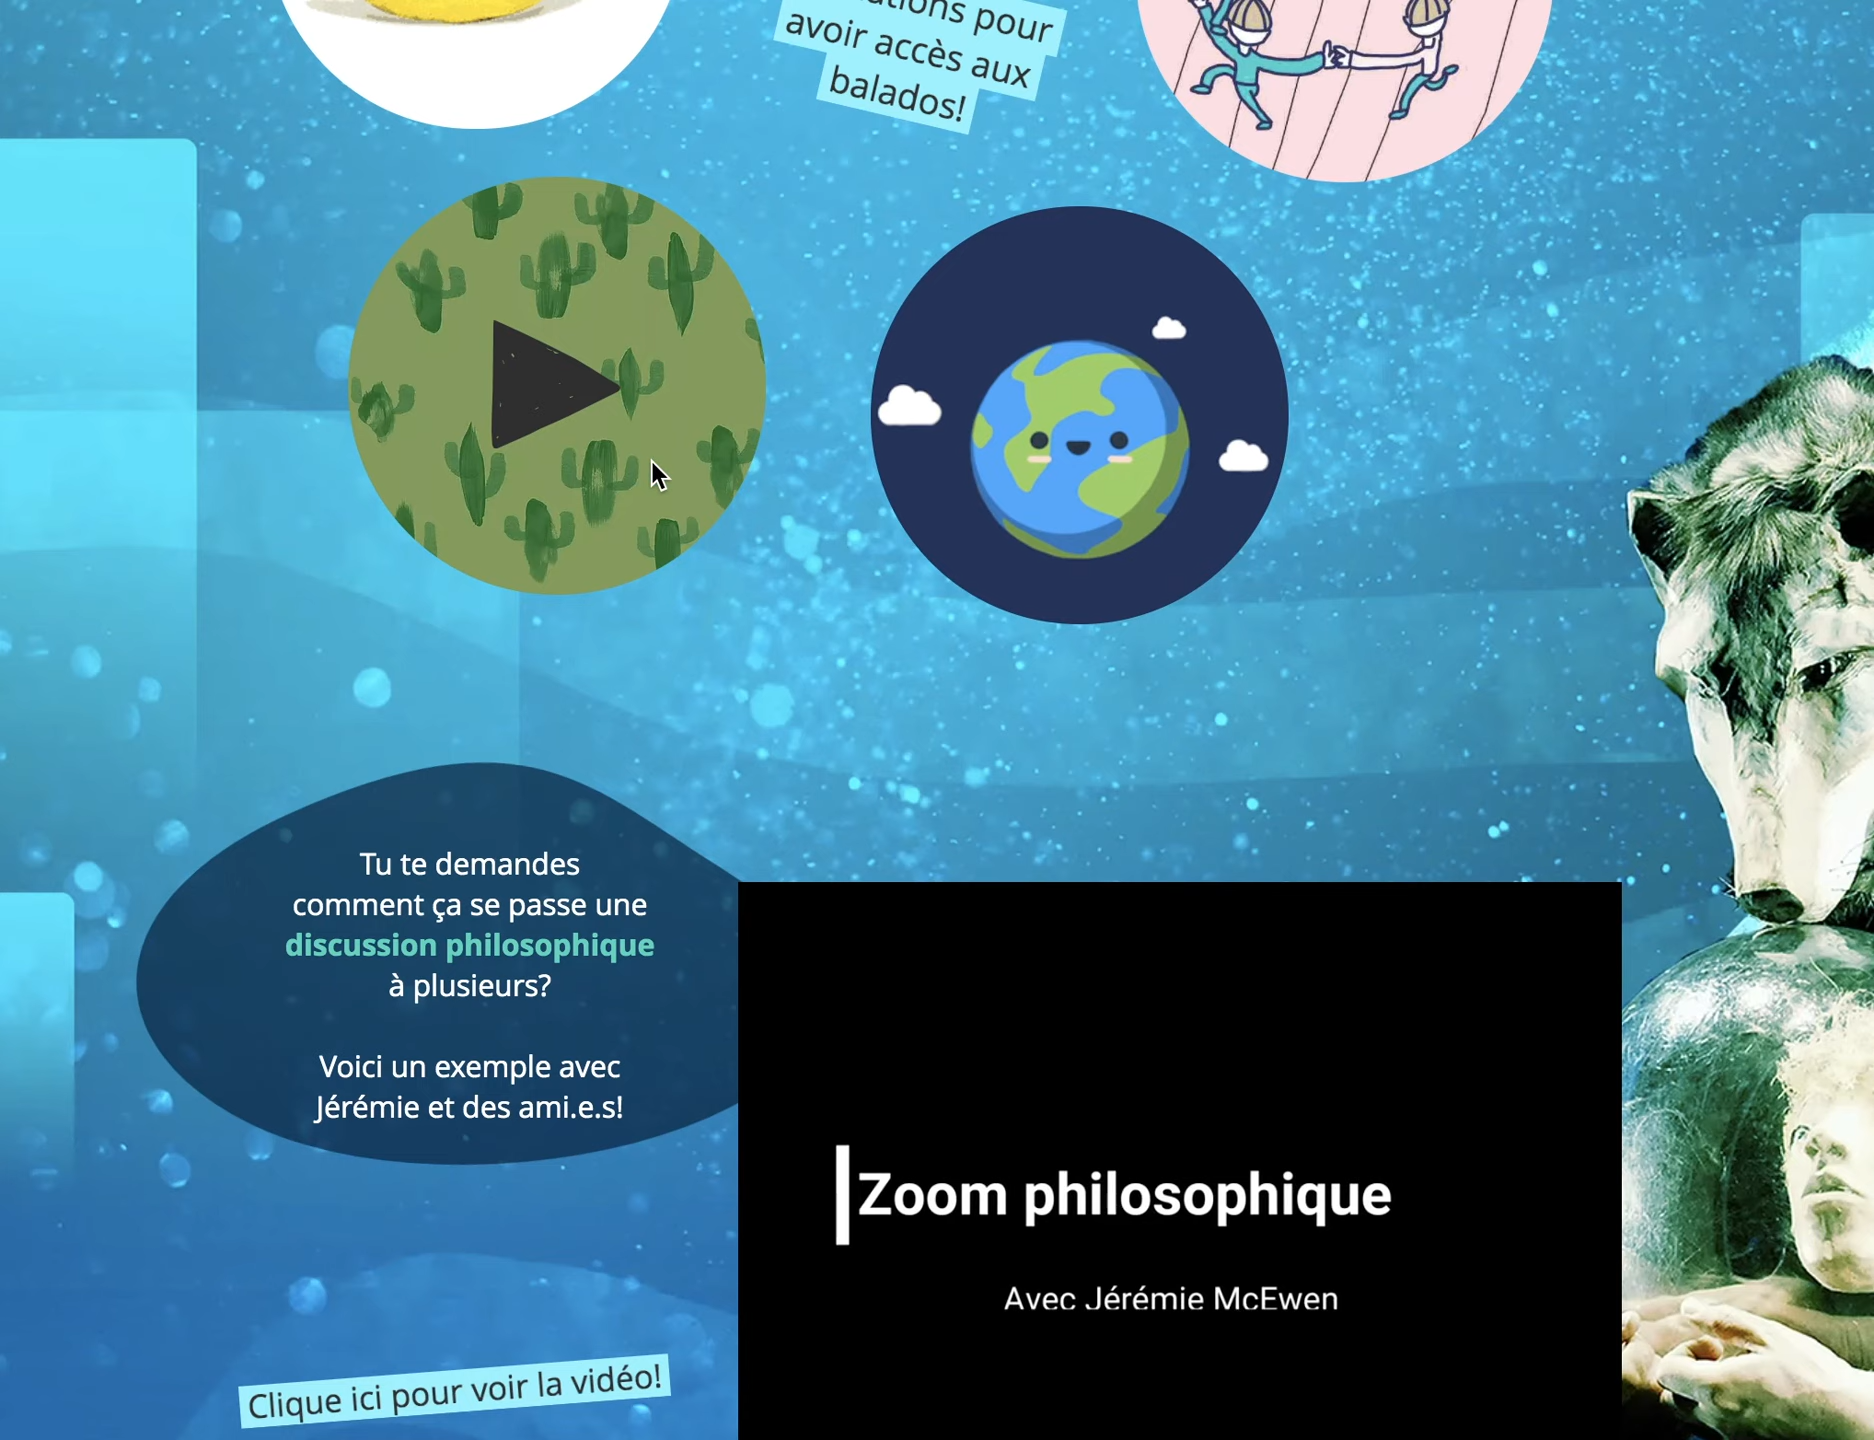 pour
avoir accès aux
balados!
Tu te demandes
comment ça se passe une
discussion philosophique
à plusieurs?
Voici un exemple avec
Jérémie et des ami.e.s!
Zoom philosophique
Avec Jérémie McEwen
Clique ici pour voir la vidéo!